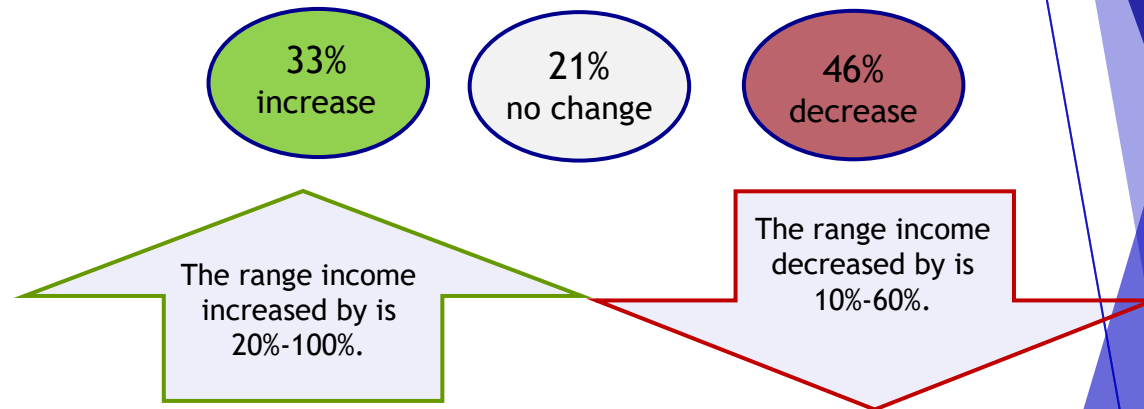 33%
increase
21%
no change
46%
decrease
The range income
increased by is
20%-100%.
The range income
decreased by is
10%-60%.